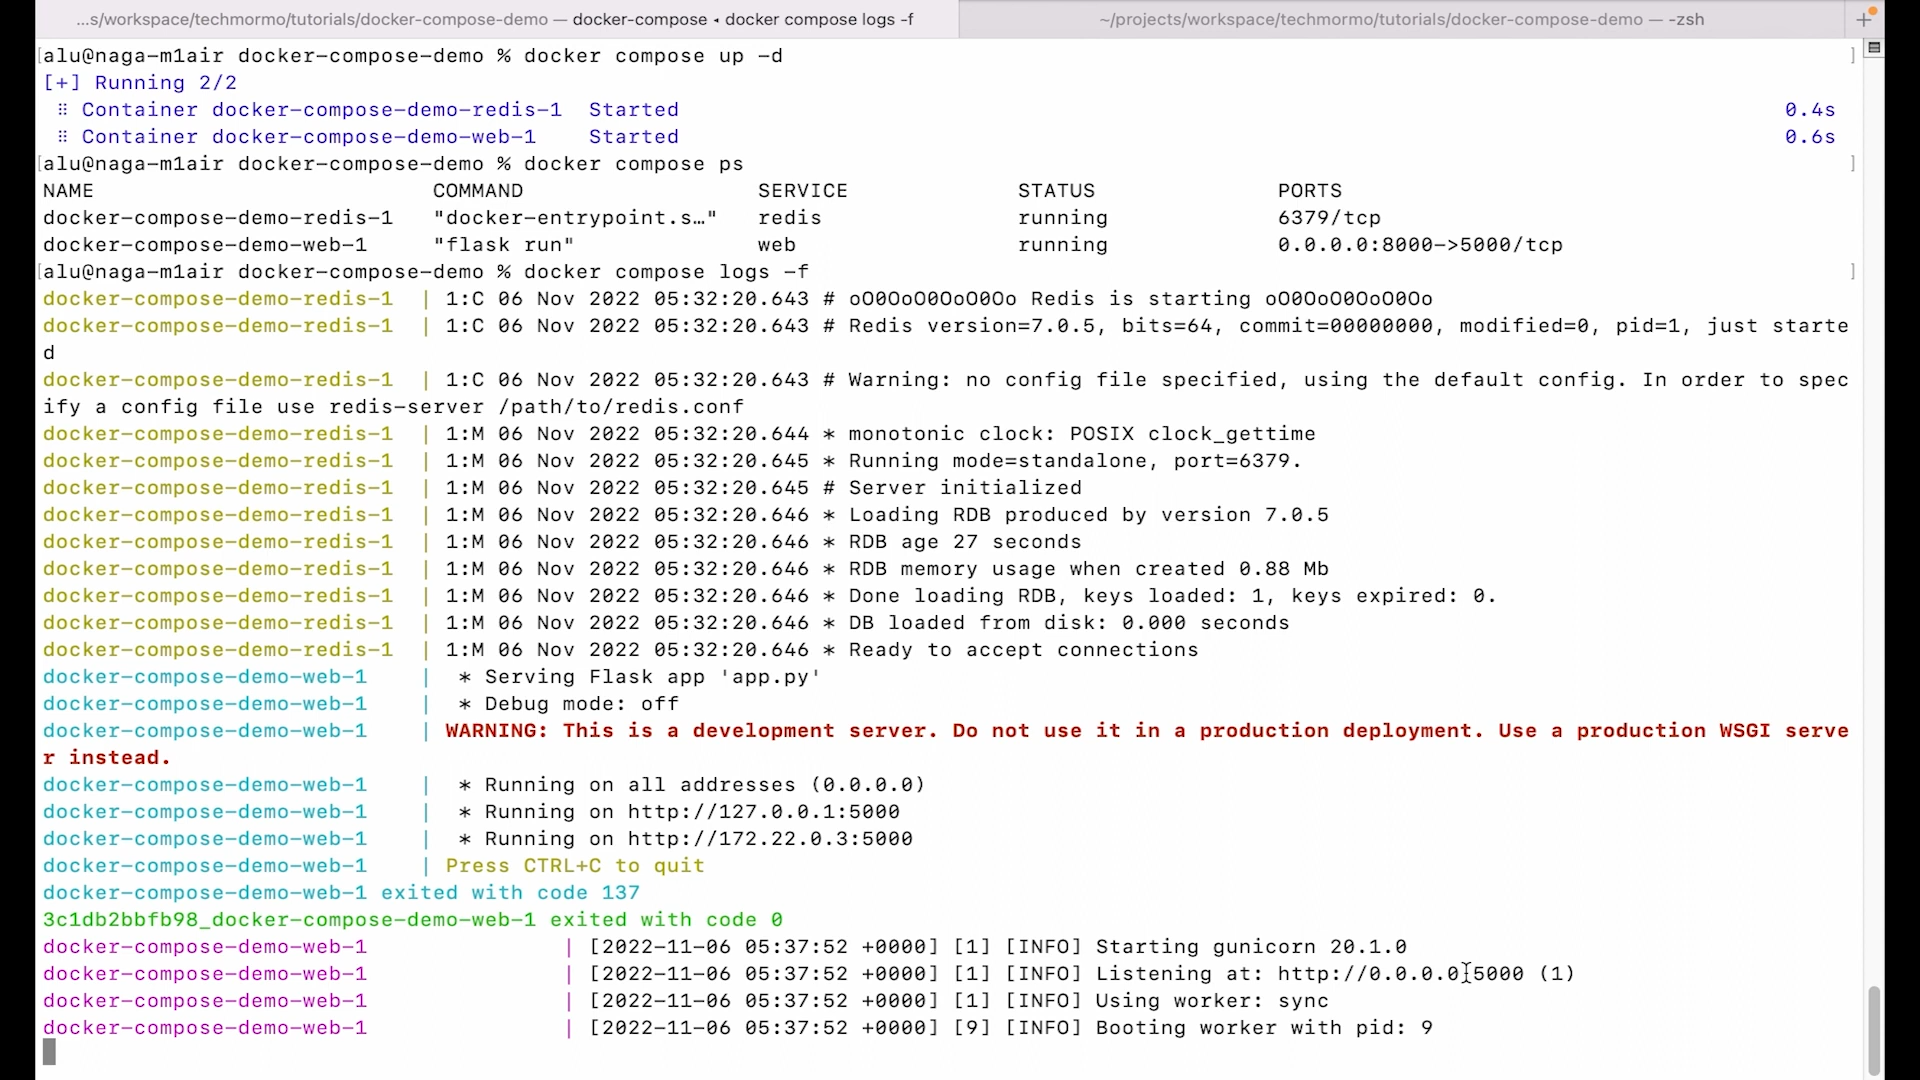 ...s/workspace/techmormo/tutorials/docker-compose-demo — docker-compose ◂ docker compose logs -f
~/projects/workspace/techmormo/tutorials/docker-compose-demo — -zsh
[alu@naga-m1air docker-compose-demo % docker compose up -d ]
[+] Running 2/2
⠿ Container docker-compose-demo-redis-1  Started 0.4s
⠿ Container docker-compose-demo-web-1    Started 0.6s
[alu@naga-m1air docker-compose-demo % docker compose ps ]
NAME COMMAND SERVICE STATUS PORTS
docker-compose-demo-redis-1 "docker-entrypoint.s…" redis running 6379/tcp
docker-compose-demo-web-1 "flask run" web running 0.0.0.0:8000->5000/tcp
[alu@naga-m1air docker-compose-demo % docker compose logs -f ]
docker-compose-demo-redis-1 | 1:C 06 Nov 2022 05:32:20.643 # oO0OoO0OoO0Oo Redis is starting oO0OoO0OoO0Oo
docker-compose-demo-redis-1 | 1:C 06 Nov 2022 05:32:20.643 # Redis version=7.0.5, bits=64, commit=00000000, modified=0, pid=1, just starte
d
docker-compose-demo-redis-1 | 1:C 06 Nov 2022 05:32:20.643 # Warning: no config file specified, using the default config. In order to spec
ify a config file use redis-server /path/to/redis.conf
docker-compose-demo-redis-1 | 1:M 06 Nov 2022 05:32:20.644 * monotonic clock: POSIX clock_gettime
docker-compose-demo-redis-1 | 1:M 06 Nov 2022 05:32:20.645 * Running mode=standalone, port=6379.
docker-compose-demo-redis-1 | 1:M 06 Nov 2022 05:32:20.645 # Server initialized
docker-compose-demo-redis-1 | 1:M 06 Nov 2022 05:32:20.646 * Loading RDB produced by version 7.0.5
docker-compose-demo-redis-1 | 1:M 06 Nov 2022 05:32:20.646 * RDB age 27 seconds
docker-compose-demo-redis-1 | 1:M 06 Nov 2022 05:32:20.646 * RDB memory usage when created 0.88 Mb
docker-compose-demo-redis-1 | 1:M 06 Nov 2022 05:32:20.646 * Done loading RDB, keys loaded: 1, keys expired: 0.
docker-compose-demo-redis-1 | 1:M 06 Nov 2022 05:32:20.646 * DB loaded from disk: 0.000 seconds
docker-compose-demo-redis-1 | 1:M 06 Nov 2022 05:32:20.646 * Ready to accept connections
docker-compose-demo-web-1 | * Serving Flask app 'app.py'
docker-compose-demo-web-1 | * Debug mode: off
docker-compose-demo-web-1 | WARNING: This is a development server. Do not use it in a production deployment. Use a production WSGI serve
r instead.
docker-compose-demo-web-1 | * Running on all addresses (0.0.0.0)
docker-compose-demo-web-1 | * Running on http://127.0.0.1:5000
docker-compose-demo-web-1 | * Running on http://172.22.0.3:5000
docker-compose-demo-web-1 | Press CTRL+C to quit
docker-compose-demo-web-1 exited with code 137
3c1db2bbfb98_docker-compose-demo-web-1 exited with code 0
docker-compose-demo-web-1 | [2022-11-06 05:37:52 +0000] [1] [INFO] Starting gunicorn 20.1.0
docker-compose-demo-web-1 | [2022-11-06 05:37:52 +0000] [1] [INFO] Listening at: http://0.0.0.0:5000 (1)
docker-compose-demo-web-1 | [2022-11-06 05:37:52 +0000] [1] [INFO] Using worker: sync
docker-compose-demo-web-1 | [2022-11-06 05:37:52 +0000] [9] [INFO] Booting worker with pid: 9